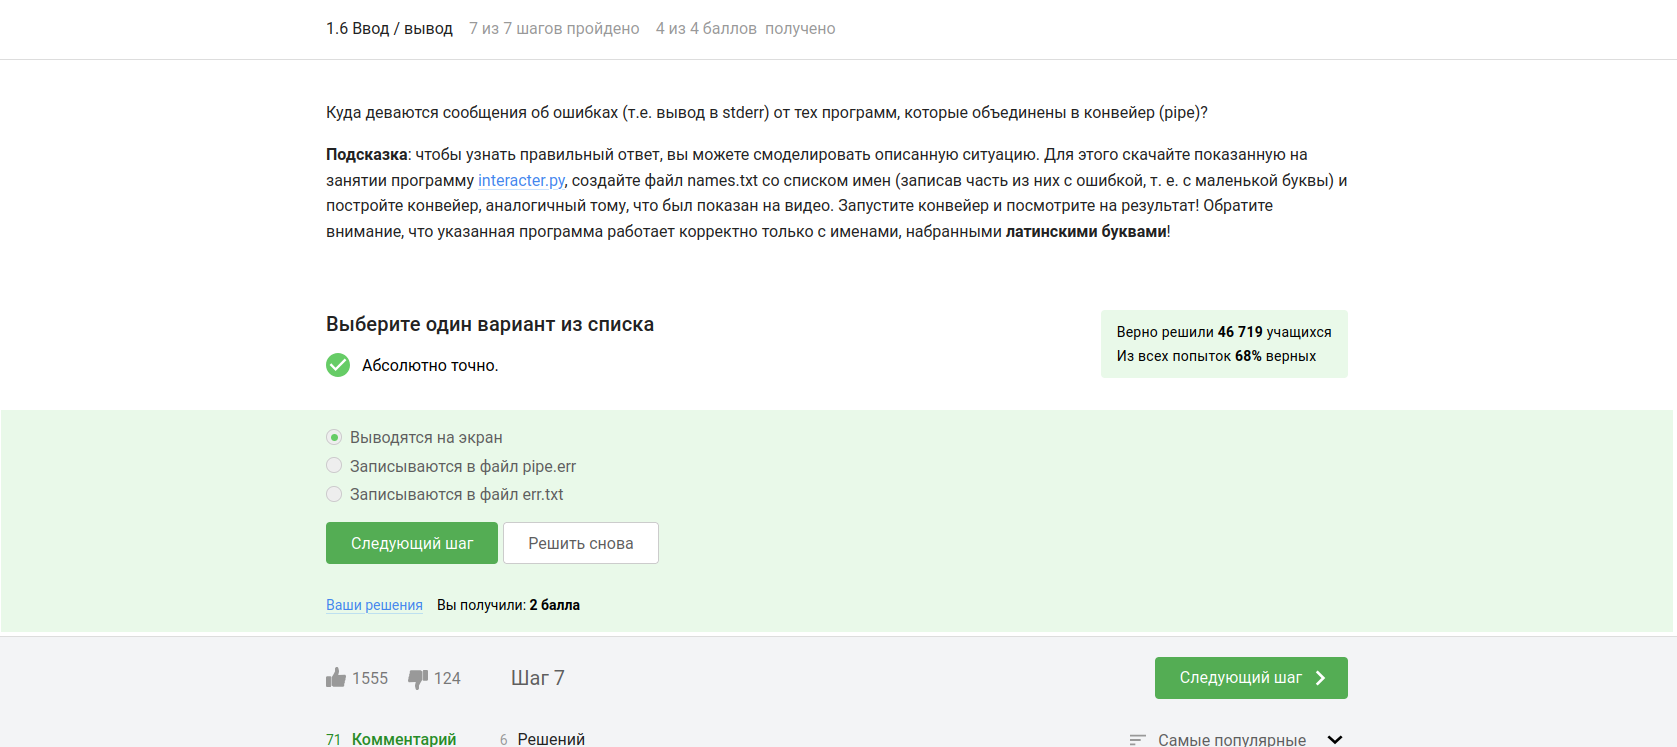 1.6 Ввод / вывод 7 из 7 шагов пройдено 4 из 4 баллов получено
Куда деваются сообщения об ошибках (т.е. вывод в stderr) от тех программ, которые объединены в конвейер (pipe)?
Подсказка: чтобы узнать правильный ответ, вы можете смоделировать описанную ситуацию. Для этого скачайте показанную на
занятии программу interacter.py, создайте файл names.txt со списком имен (записав часть из них с ошибкой, т. е. с маленькой буквы) и
постройте конвейер, аналогичный тому, что был показан на видео. Запустите конвейер и посмотрите на результат! Обратите
внимание, что указанная программа работает корректно только с именами, набранными латинскими буквами!
Выберите один вариант из списка
Абсолютно точно.
Верно решили 46 719 учащихся
Из всех попыток 68% верных
Выводятся на экран
Записываются в файл pipe.err
Записываются в файл err.txt
Следующий шаг Решить снова
Ваши решения Вы получили: 2 балла
1555 124 Шаг 7 Следующий шаг
71 Комментарий 6 Решений Самые популярные